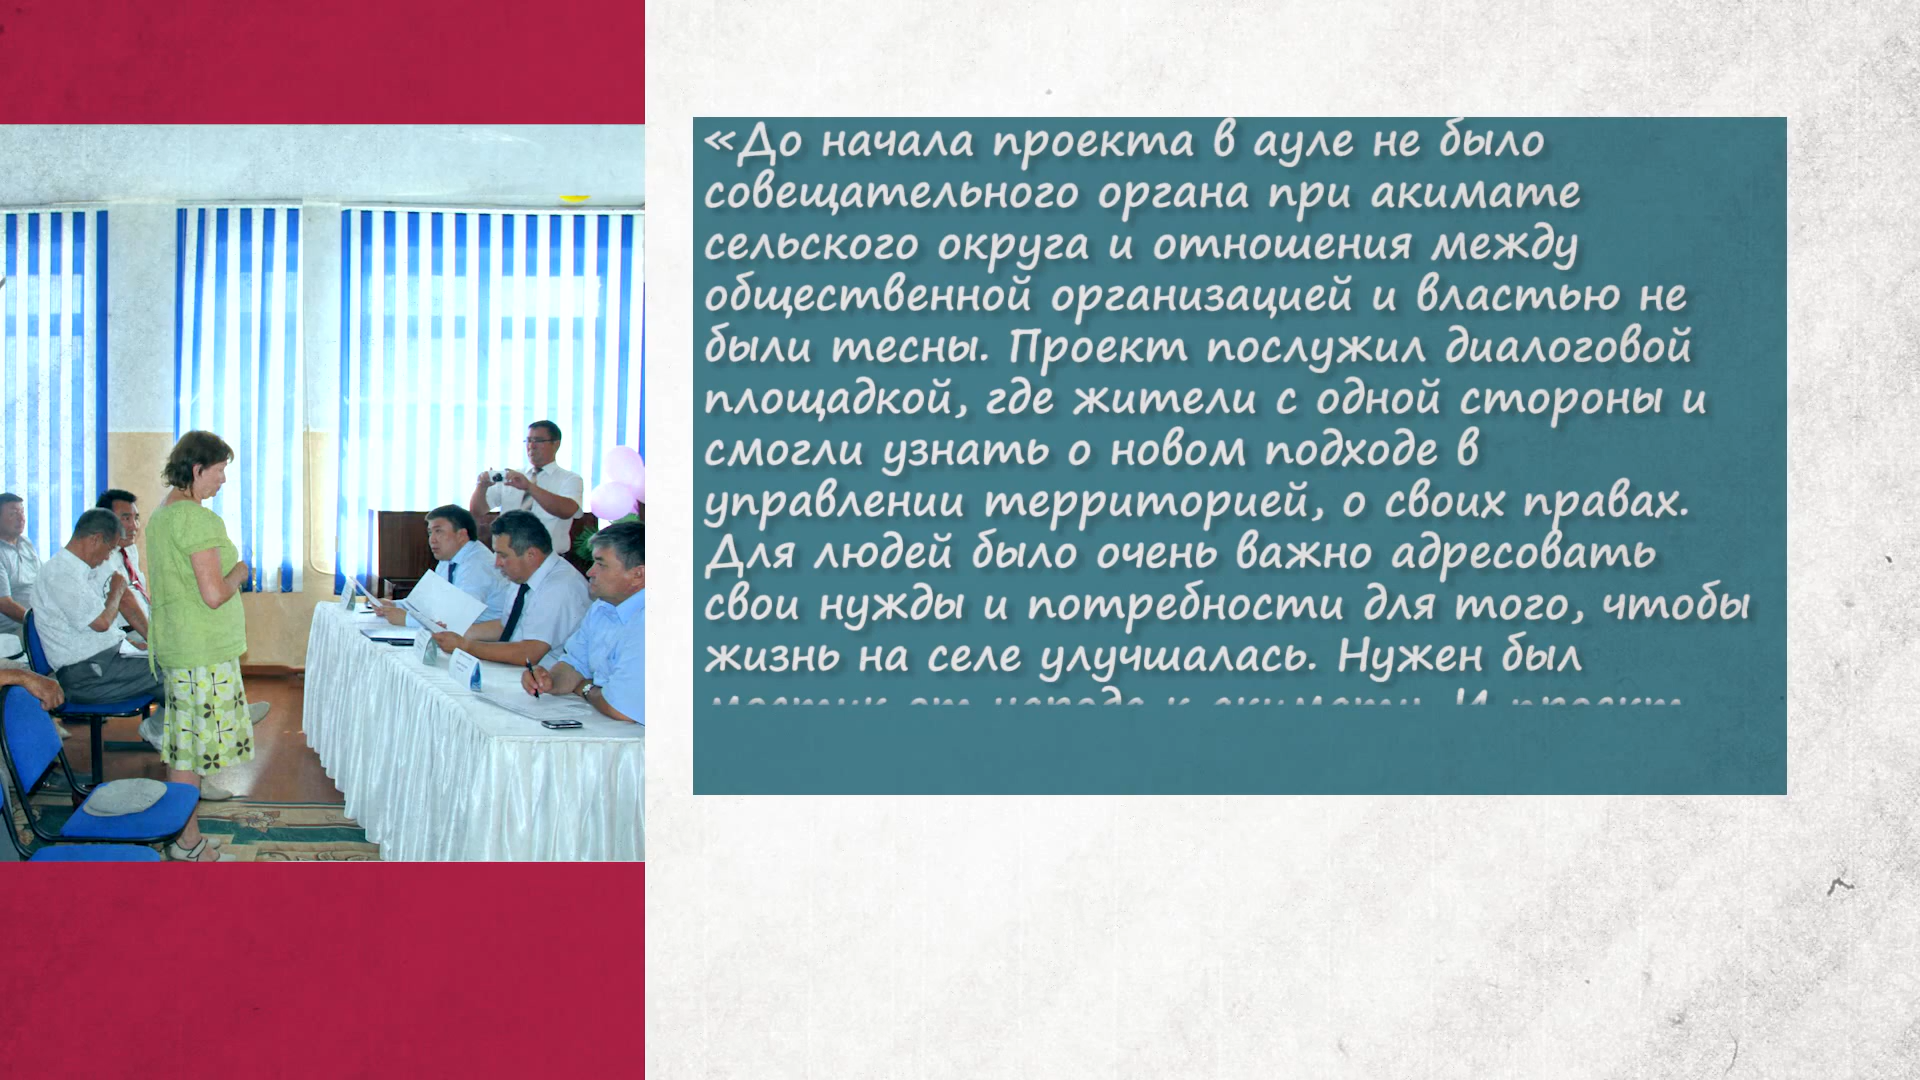 «До начала проекта в ауле не было
совещательного органа при акимате
сельского округа и отношения между
общественной организацией и властью не
были тесны. Проект послужил диалоговой
площадкой, где жители с одной стороны и
смогли узнать о новом подходе в
управлении территорией, о своих правах.
Для людей было очень важно адресовать
свои нужды и потребности для того, чтобы
жизнь на селе улучшалась. Нужен был